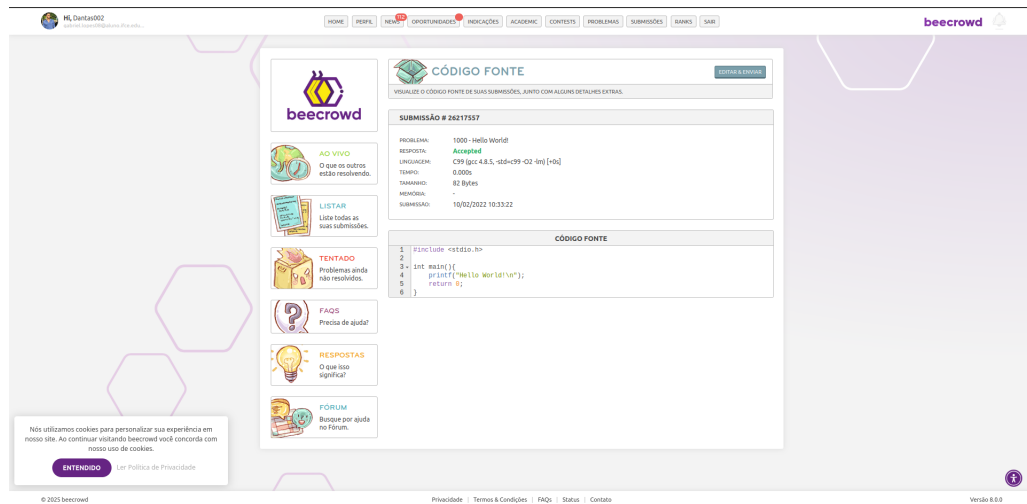 Hi, Dantas002
HOME PERFIL NEWS 112 OPORTUNIDADES INDICAÇÕES ACADEMIC CONTESTS PROBLEMAS SUBMISSÕES RANKS SAIR
beecrowd
beecrowd
AO VIVO
O que os outros
estão resolvendo.
LISTAR
Liste todas as
suas submissões.
TENTADO
Problemas ainda
não resolvidos.
FAQS
Precisa de ajuda?
RESPOSTAS
O que isso
significa?
FÓRUM
Busque por ajuda
no Fórum.
CÓDIGO FONTE
EDITAR & ENVIAR
VISUALIZE O CÓDIGO FONTE DE SUAS SUBMISSÕES, JUNTO COM ALGUNS DETALHES EXTRAS.
SUBMISSÃO # 26217557
PROBLEMA: 1000 - Hello World!
RESPOSTA: Accepted
LINGUAGEM: C99 (gcc 4.8.5, -std=c99 -O2 -lm) [+0s]
TEMPO: 0.000s
TAMANHO: 82 Bytes
MEMÓRIA: -
SUBMISSÃO: 10/02/2022 10:33:22
CÓDIGO FONTE
1 #include <stdio.h>
2
3 int main(){
4 printf("Hello World!\n");
5 return 0;
6 }
Nós utilizamos cookies para personalizar sua experiência em
nosso site. Ao continuar visitando beecrowd você concorda com
nosso uso de cookies.
ENTENDIDO Ler Política de Privacidade
© 2025 beecrowd
Privacidade | Termos & Condições | FAQs | Status | Contato
Versão 8.0.0